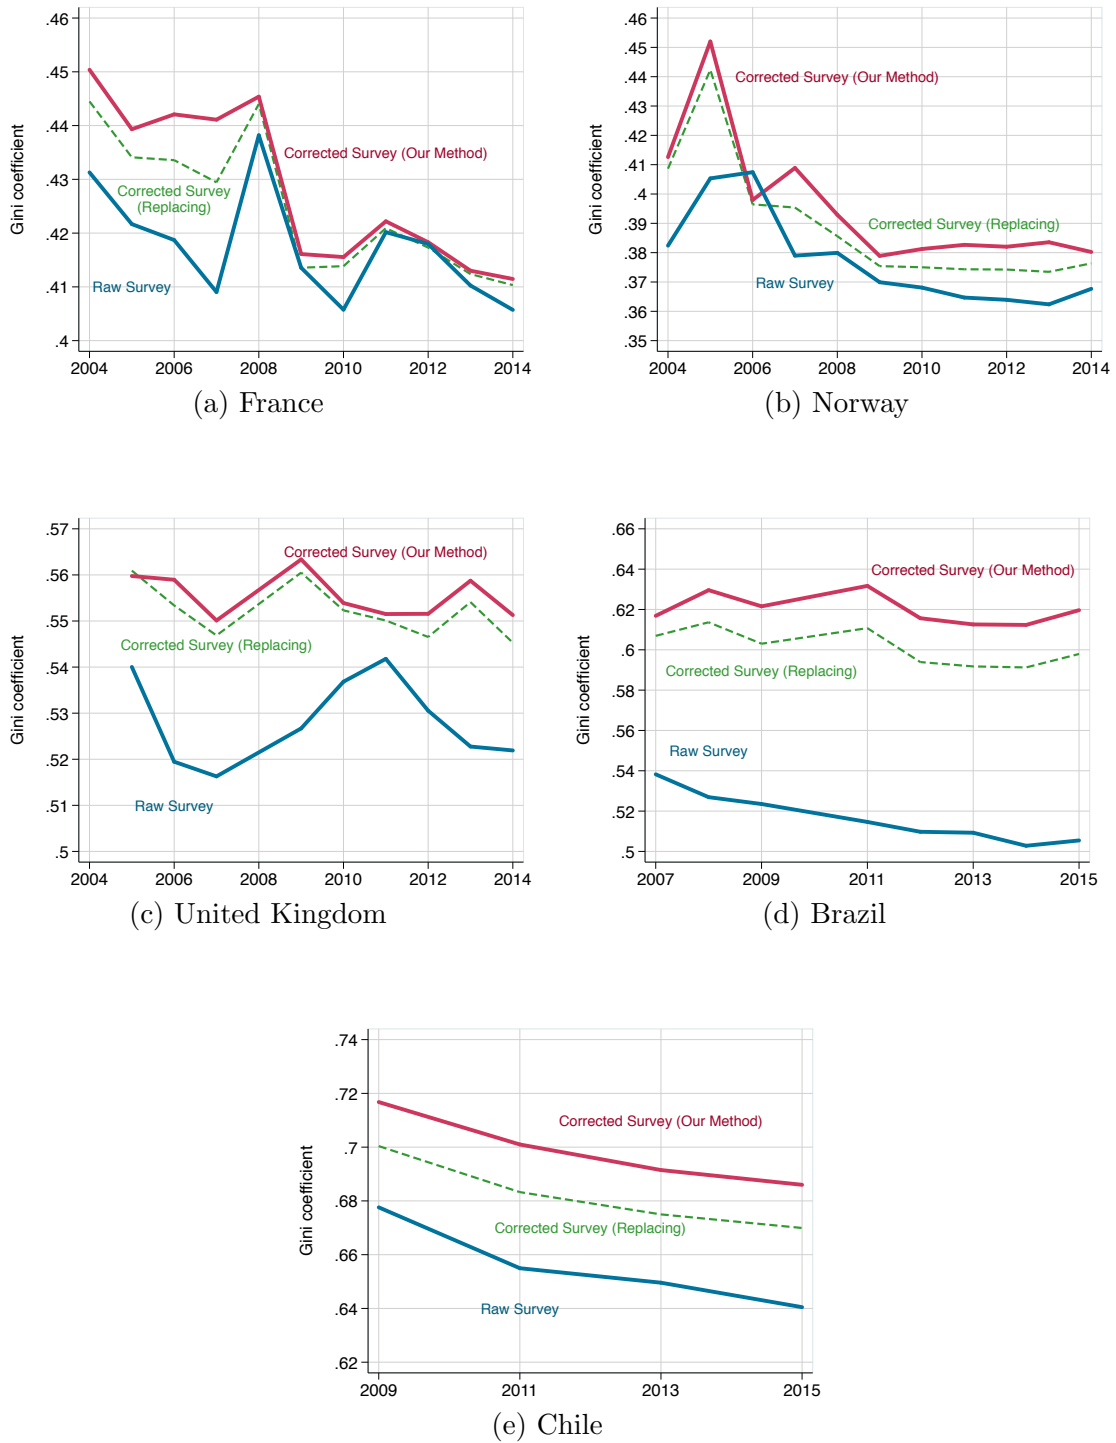 .46
.45
.44
.43
.42
.41
.4
Gini coefficient
Corrected Survey (Our Method)
Corrected Survey
(Replacing)
Raw Survey
2004 2006 2008 2010 2012 2014
(a) France
.46
.45
.44
.43
.42
.41
.4
.39
.38
.37
.36
.35
Gini coefficient
Corrected Survey (Our Method)
Corrected Survey (Replacing)
Raw Survey
2004 2006 2008 2010 2012 2014
(b) Norway
.57
.56
.55
.54
.53
.52
.51
.5
Gini coefficient
Corrected Survey (Our Method)
Corrected Survey (Replacing)
Raw Survey
2004 2006 2008 2010 2012 2014
(c) United Kingdom
.66
.64
.62
.6
.58
.56
.54
.52
.5
Gini coefficient
Corrected Survey (Our Method)
Corrected Survey (Replacing)
Raw Survey
2007 2009 2011 2013 2015
(d) Brazil
.74
.72
.7
.68
.66
.64
.62
Gini coefficient
Corrected Survey (Our Method)
Corrected Survey (Replacing)
Raw Survey
2009 2011 2013 2015
(e) Chile